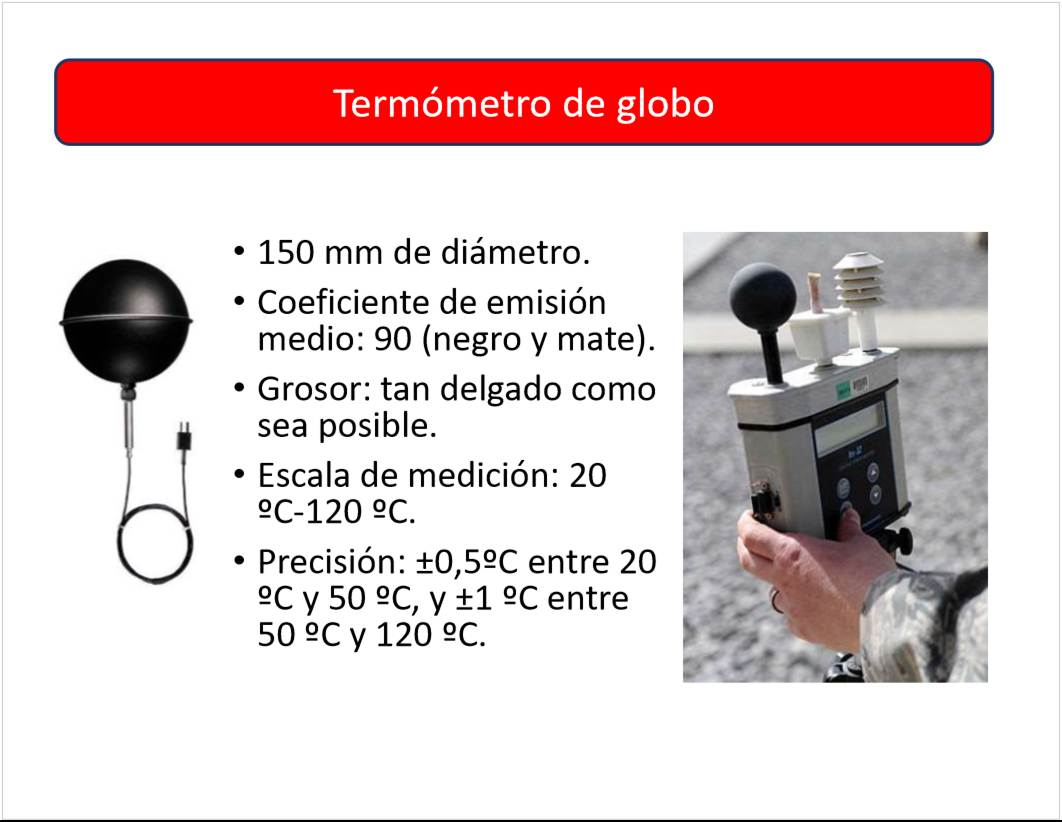 Termómetro de globo
• 150 mm de diámetro.
• Coeficiente de emisión
medio: 90 (negro y mate).
• Grosor: tan delgado como
sea posible.
• Escala de medición: 20
ºC-120 ºC.
• Precisión: ±0,5ºC entre 20
ºC y 50 ºC, y ±1 ºC entre
50 ºC y 120 ºC.